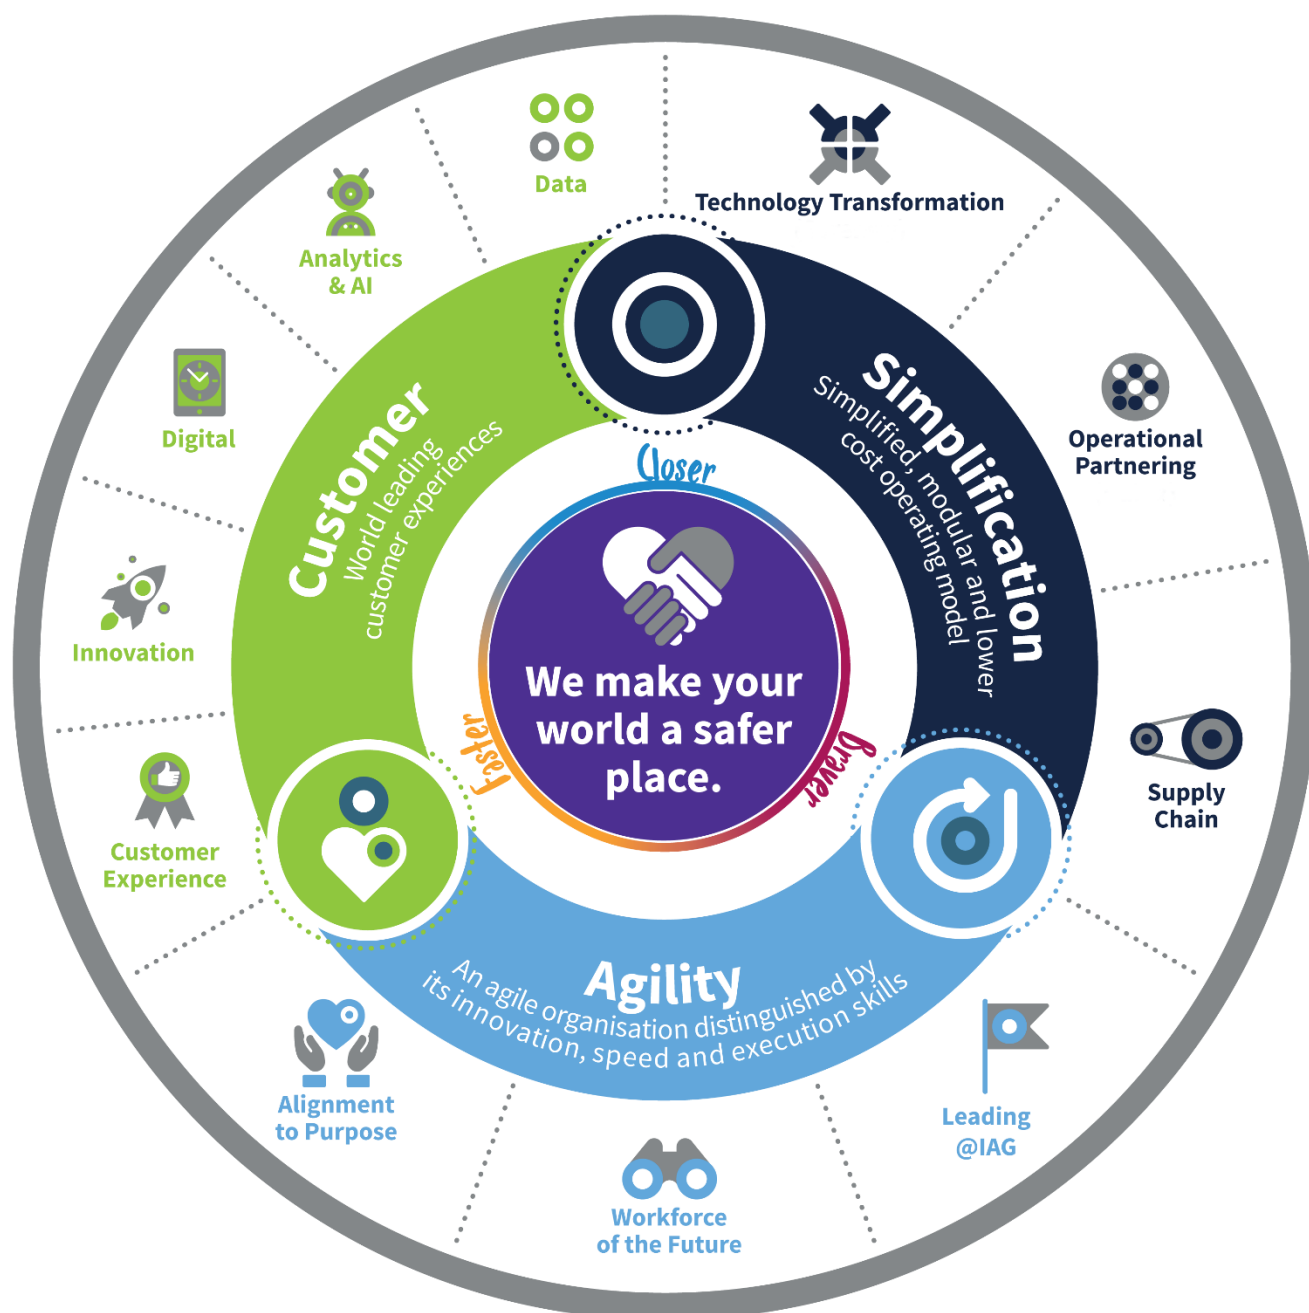 Data
Technology Transformation
Analytics
& AI
Digital
Innovation
Customer
Experience
Operational
Partnering
Supply
Chain
Customer
World leading
customer experiences
Simplification
Simplified, modular and lower
cost operating model
Closer
Faster
Braver
We make your
world a safer
place.
Agility
An agile organisation distinguished by
its innovation, speed and execution skills
Alignment
to Purpose
Workforce
of the Future
Leading
@IAG